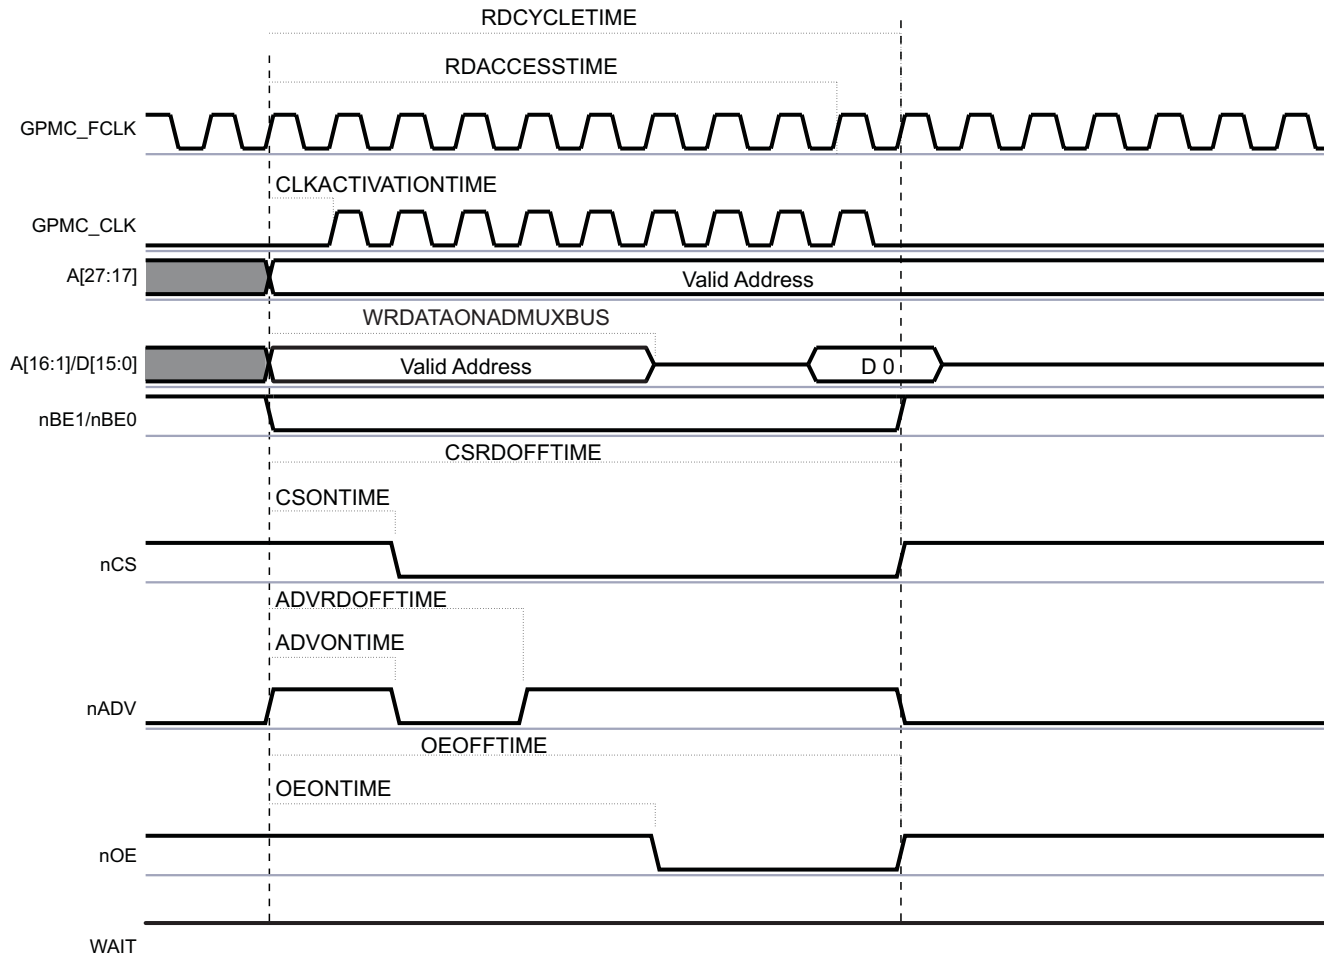 RDCYCLETIME
RDACCESSTIME
GPMC_FCLK
CLKACTIVATIONTIME
GPMC_CLK
A[27:17]
Valid Address
WRDATAONADMUXBUS
A[16:1]/D[15:0]
Valid Address
D 0
nBE1/nBE0
CSRDOFFTIME
CSONTIME
nCS
ADVRDOFFTIME
ADVONTIME
nADV
OEOFFTIME
OEONTIME
nOE
WAIT